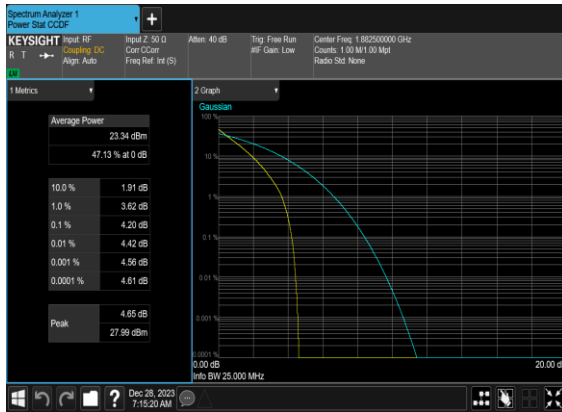 Spectrum Analyzer 1
Power Stat CCDF
+
KEYSIGHT
R T
LXI
Input: RF
Coupling: DC
Align: Auto
Input Z: 50 Ω
Corr CCorr
Freq Ref: Int (S)
Atten: 40 dB
Trig: Free Run
#IF Gain: Low
Center Freq: 1.882500000 GHz
Counts: 1.00 M/1.00 Mpt
Radio Std: None
1 Metrics
Average Power
23.34 dBm
47.13 % at 0 dB
10.0 % 1.91 dB
1.0 % 3.62 dB
0.1 % 4.20 dB
0.01 % 4.42 dB
0.001 % 4.56 dB
0.0001 % 4.61 dB
Peak
4.65 dB
27.99 dBm
2 Graph
Gaussian
100 %
10 %
1 %
0.1 %
0.01 %
0.001 %
0.0001 %
0.00 dB
20.00 d
Info BW 25.000 MHz
?
Dec 28, 2023
7:15:20 AM